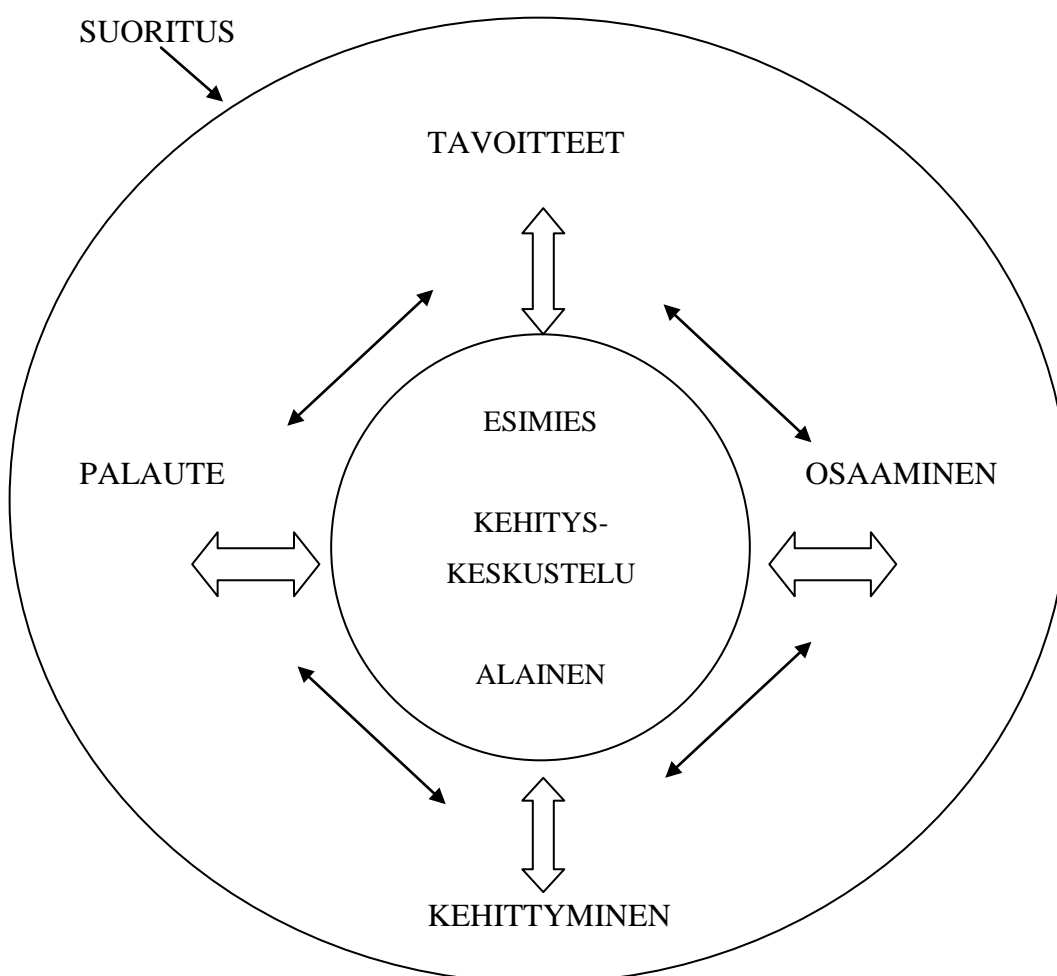 SUORITUS
TAVOITTEET
ESIMIES
PALAUTE
OSAAMINEN
KEHITYS-
KESKUSTELU
ALAINEN
KEHITTYMINEN